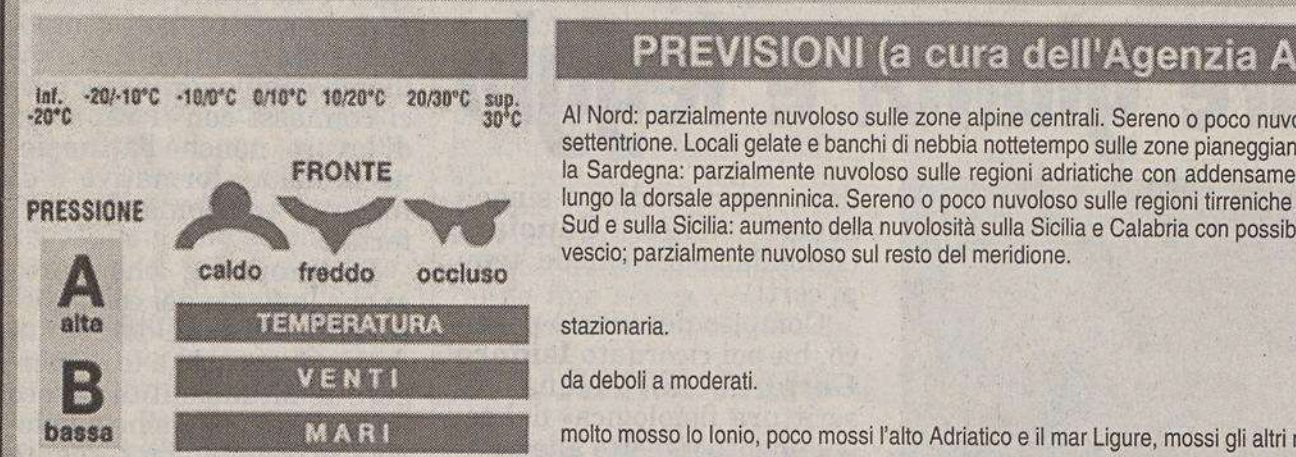 PREVISIONI (a cura dell'Agenzia A
Inf. -20°C -20/-10°C -10/0°C 0/10°C 10/20°C 20/30°C sup. 30°C
FRONTE
PRESSIONE
caldo freddo occluso
A
alta
B
bassa
Al Nord: parzialmente nuvoloso sulle zone alpine centrali. Sereno o poco nuvo
settentrione. Locali gelate e banchi di nebbia nottetempo sulle zone pianeggian
la Sardegna: parzialmente nuvoloso sulle regioni adriatiche con addensame
lungo la dorsale appenninica. Sereno o poco nuvoloso sulle regioni tirreniche
Sud e sulla Sicilia: aumento della nuvolosità sulla Sicilia e Calabria con possib
vescio; parzialmente nuvoloso sul resto del meridione.
TEMPERATURA stazionaria.
VENTI da deboli a moderati.
MARI molto mosso lo Ionio, poco mossi l'alto Adriatico e il mar Ligure, mossi gli altri